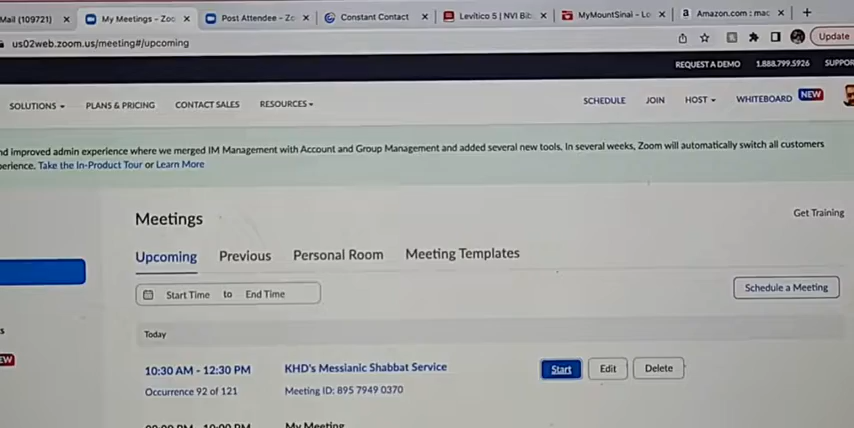 Mail (109721) × My Meetings - Zoo × Post Attendee - Zo × Constant Contact × Levítico 5 | NVI Bib × MyMountSinai - Lo × Amazon.com : mac × +
us02web.zoom.us/meeting#/upcoming Update
REQUEST A DEMO 1.888.799.5926 SUPPOR
SOLUTIONS PLANS & PRICING CONTACT SALES RESOURCES SCHEDULE JOIN HOST WHITEBOARD NEW
nd improved admin experience where we merged IM Management with Account and Group Management and added several new tools. In several weeks, Zoom will automatically switch all customers
perience. Take the In-Product Tour or Learn More
Meetings
Get Training
Upcoming Previous Personal Room Meeting Templates
Start Time to End Time
Schedule a Meeting
Today
EW
10:30 AM - 12:30 PM KHD's Messianic Shabbat Service Start Edit Delete
Occurrence 92 of 121 Meeting ID: 895 7949 0370
My Meeting